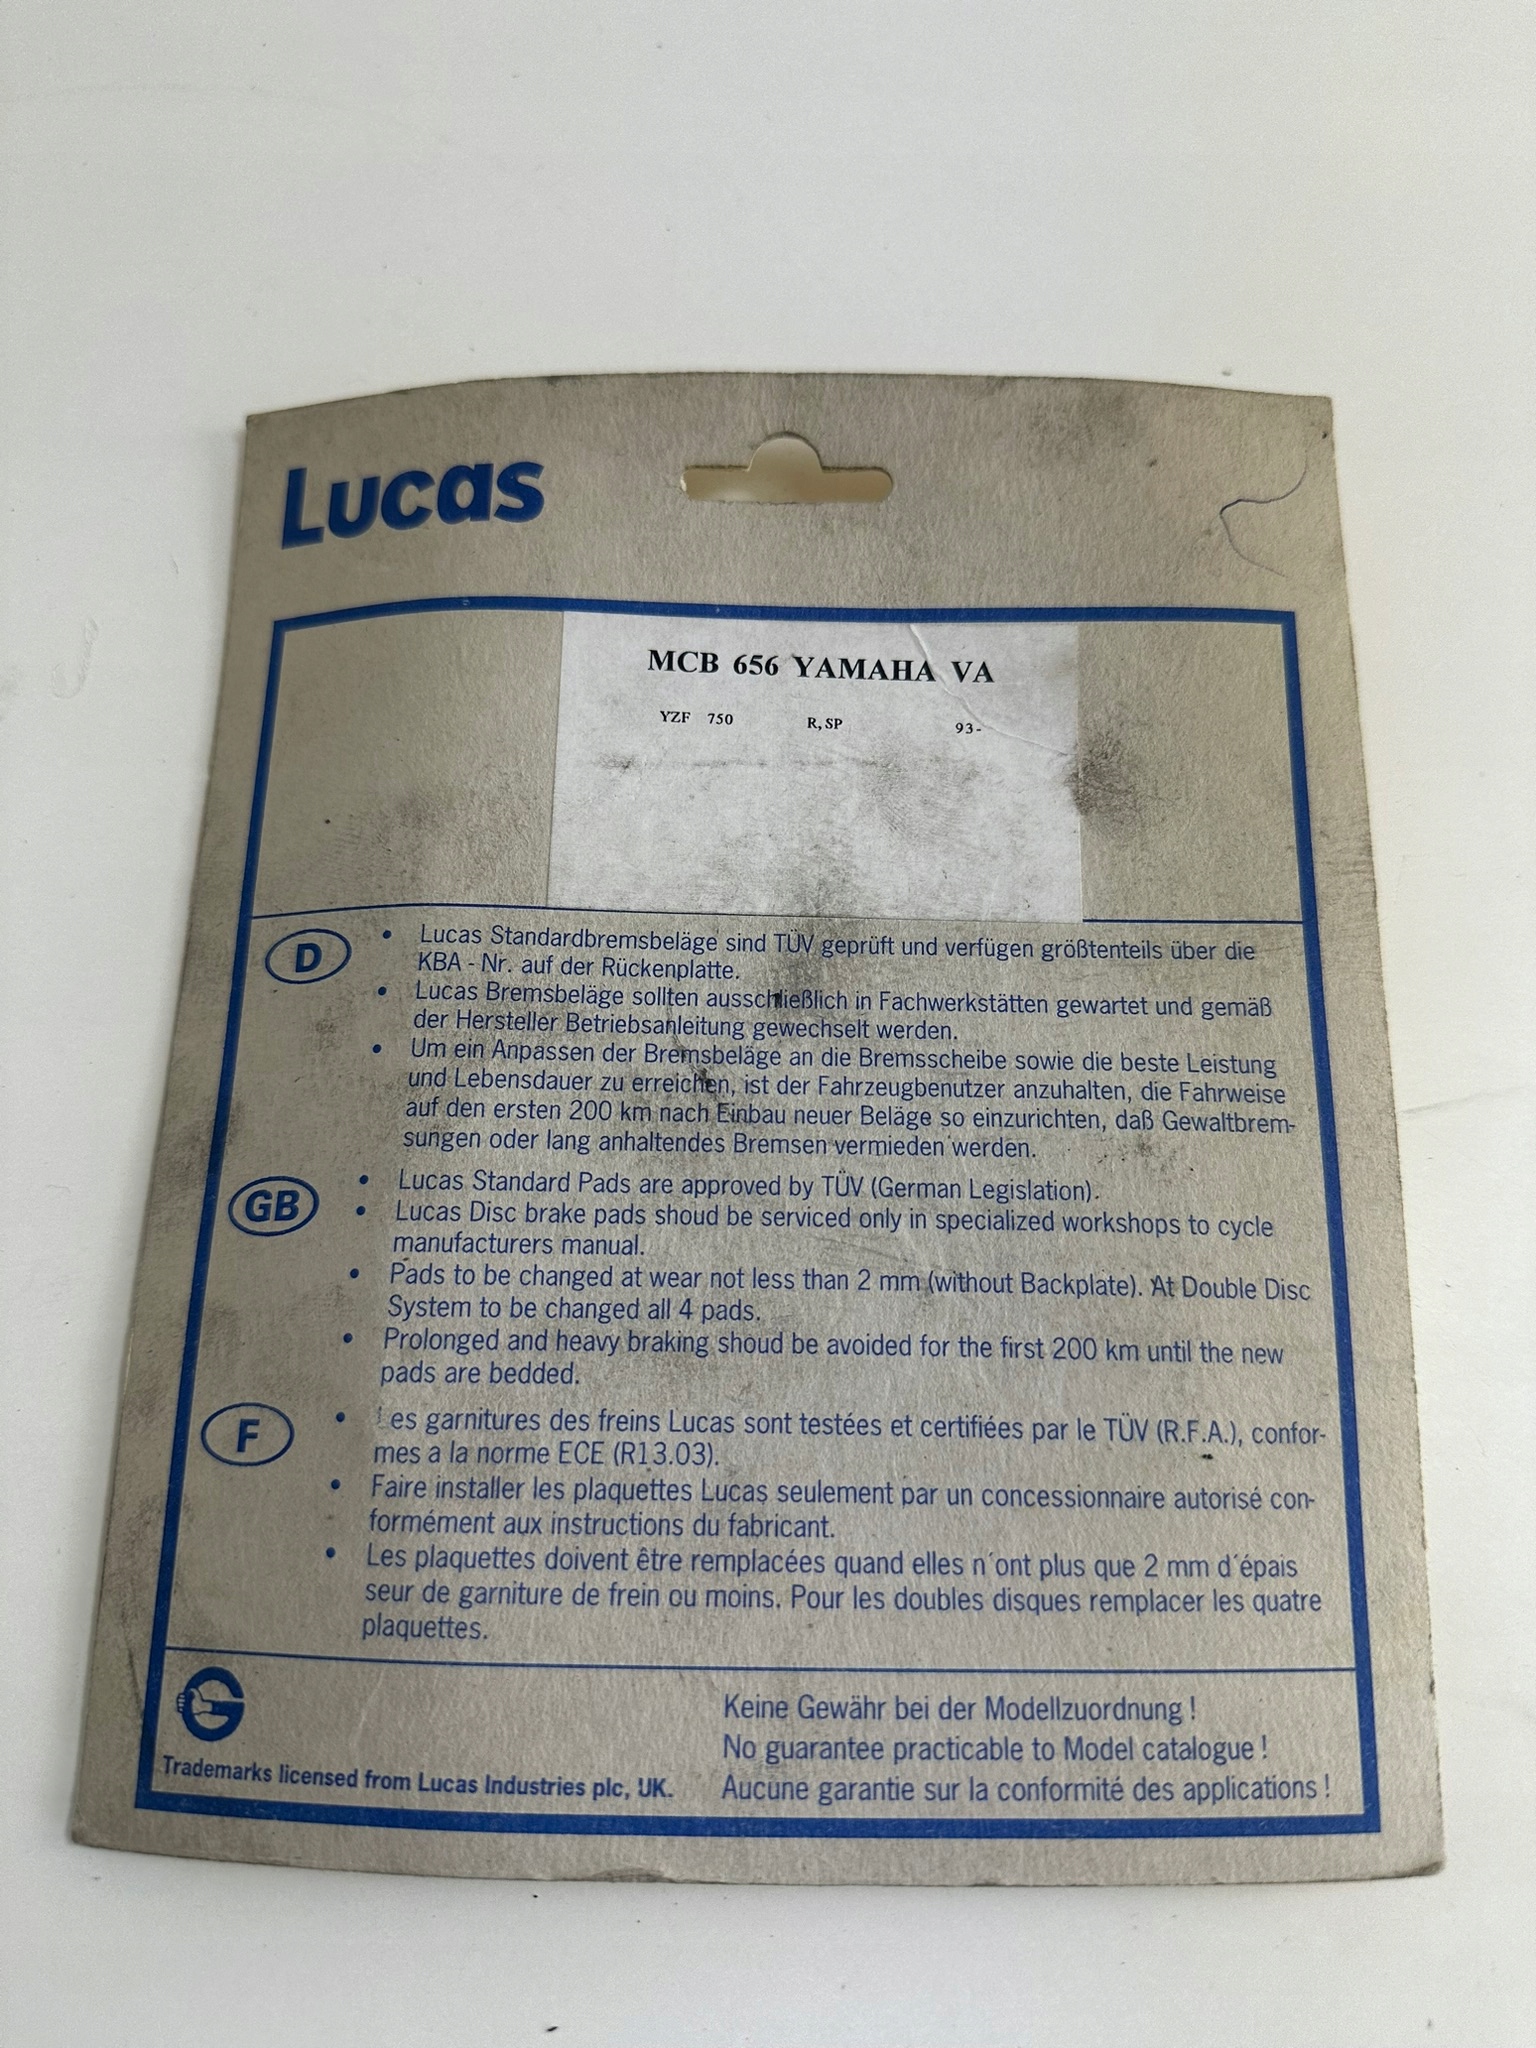 Lucas
MCB 656 YAMAHA VA
YZF 750 R, SP 93-
D
• Lucas Standardbremsbeläge sind TÜV geprüft und verfügen größtenteils über die
KBA - Nr. auf der Rückenplatte.
• Lucas Bremsbeläge sollten ausschließlich in Fachwerkstätten gewartet und gemäß
der Hersteller Betriebsanleitung gewechselt werden.
• Um ein Anpassen der Bremsbeläge an die Bremsscheibe sowie die beste Leistung
und Lebensdauer zu erreichen, ist der Fahrzeugbenutzer anzuhalten, die Fahrweise
auf den ersten 200 km nach Einbau neuer Beläge so einzurichten, daß Gewaltbrem-
sungen oder lang anhaltendes Bremsen vermieden werden.
GB
• Lucas Standard Pads are approved by TÜV (German Legislation).
• Lucas Disc brake pads shoud be serviced only in specialized workshops to cycle
manufacturers manual.
• Pads to be changed at wear not less than 2 mm (without Backplate). At Double Disc
System to be changed all 4 pads.
• Prolonged and heavy braking shoud be avoided for the first 200 km until the new
pads are bedded.
F
• Les garnitures des freins Lucas sont testées et certifiées par le TÜV (R.F.A.), confor-
mes a la norme ECE (R13.03).
• Faire installer les plaquettes Lucas seulement par un concessionnaire autorisé con-
formément aux instructions du fabricant.
• Les plaquettes doivent être remplacées quand elles n´ont plus que 2 mm d´épais
seur de garniture de frein ou moins. Pour les doubles disques remplacer les quatre
plaquettes.
Trademarks licensed from Lucas Industries plc, UK.
Keine Gewähr bei der Modellzuordnung !
No guarantee practicable to Model catalogue !
Aucune garantie sur la conformité des applications !